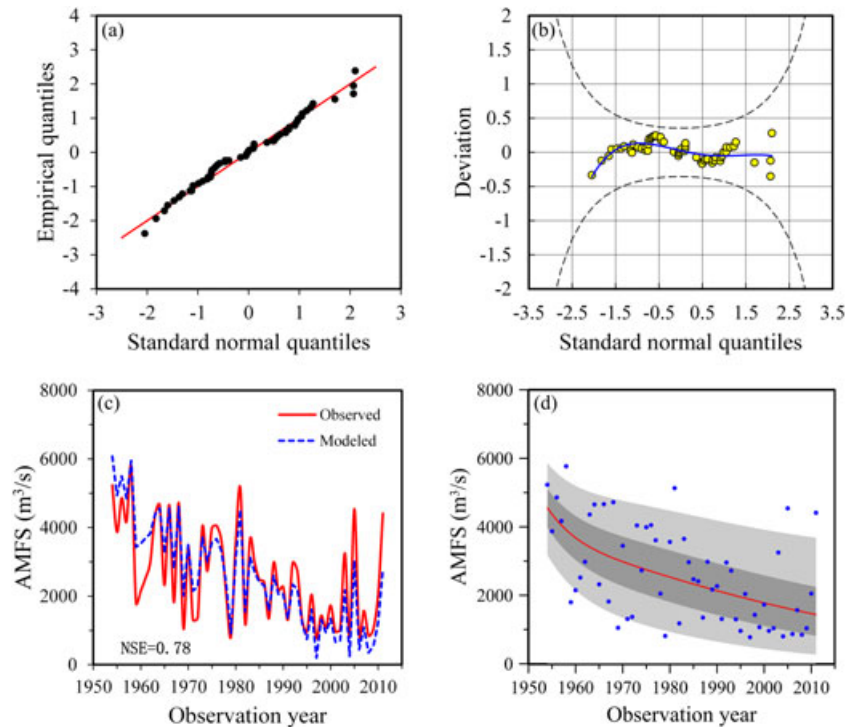 (a)
Empirical quantiles
4
3
2
1
0
-1
-2
-3
-4
-3 -2 -1 0 1 2 3
Standard normal quantiles
(b)
Deviation
2
1.5
1
0.5
0
-0.5
-1
-1.5
-2
-3.5 -2.5 -1.5 -0.5 0.5 1.5 2.5 3.5
Standard normal quantiles
(c)
Observed
Modeled
AMFS (m³/s)
8000
6000
4000
2000
0
NSE=0.78
1950 1960 1970 1980 1990 2000 2010
Observation year
(d)
AMFS (m³/s)
8000
6000
4000
2000
0
1950 1960 1970 1980 1990 2000 2010
Observation year